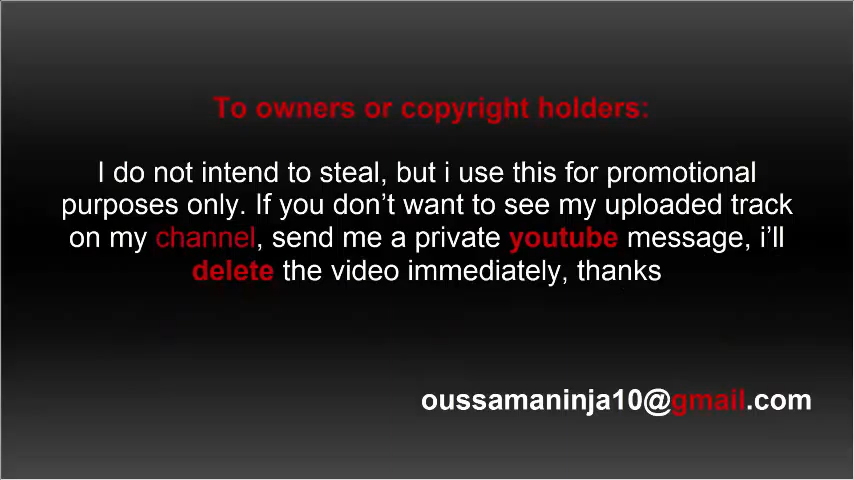 To owners or copyright holders:
I do not intend to steal, but i use this for promotional
purposes only. If you don’t want to see my uploaded track
on my channel, send me a private youtube message, i’ll
delete the video immediately, thanks
oussamaninja10@gmail.com